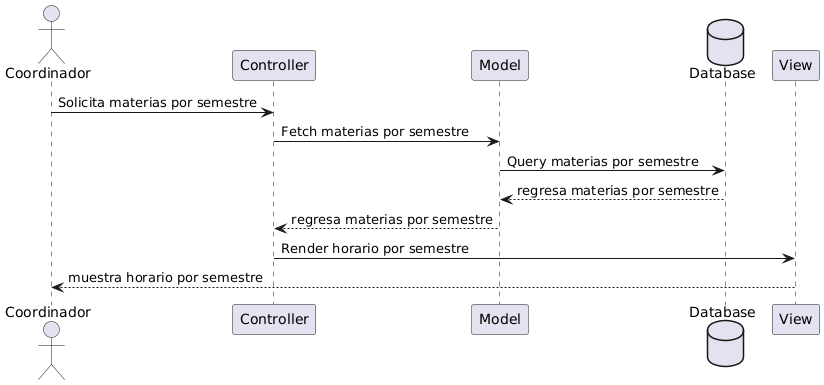 Coordinador
Controller
Model
Database
View
Solicita materias por semestre
Fetch materias por semestre
Query materias por semestre
regresa materias por semestre
regresa materias por semestre
Render horario por semestre
muestra horario por semestre
Coordinador
Controller
Model
Database
View